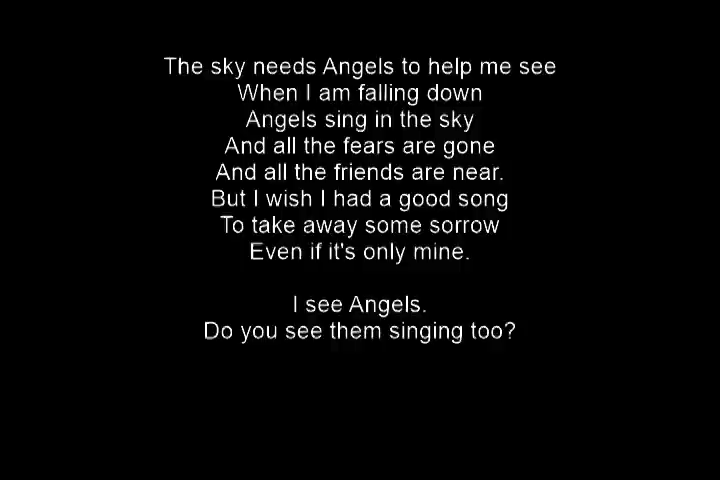 The sky needs Angels to help me see
When I am falling down
Angels sing in the sky
And all the fears are gone
And all the friends are near.
But I wish I had a good song
To take away some sorrow
Even if it's only mine.
I see Angels.
Do you see them singing too?